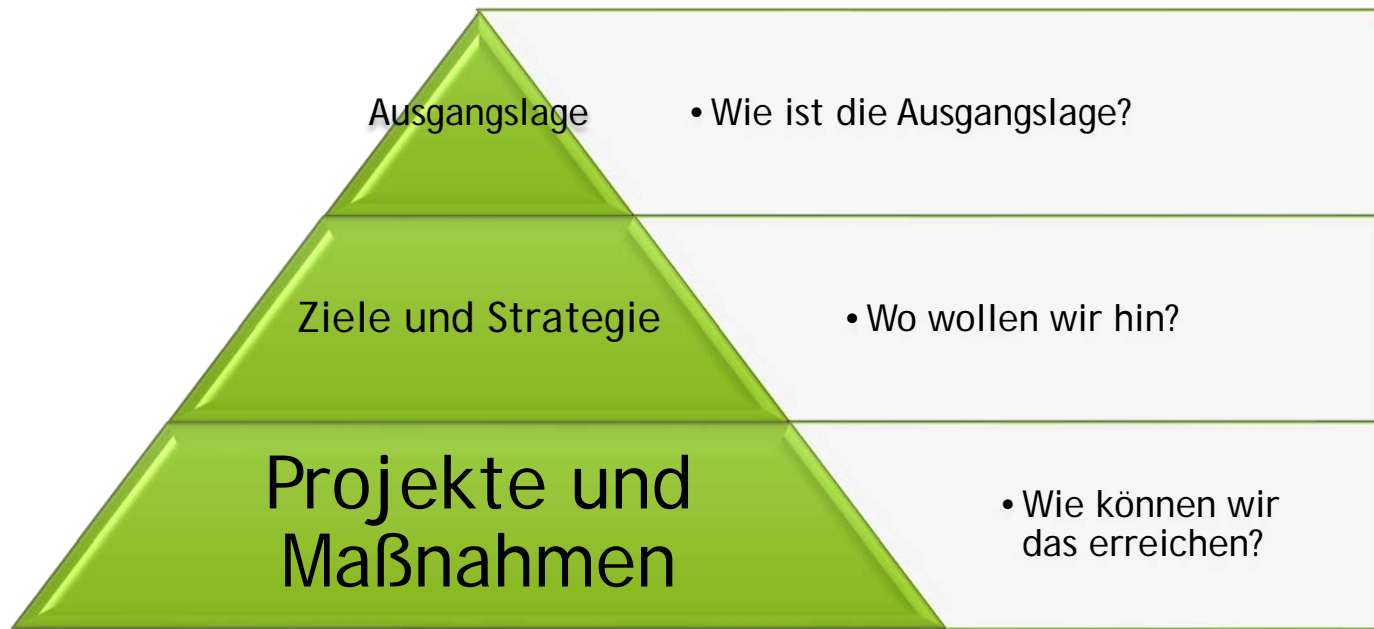 Ausgangslage
• Wie ist die Ausgangslage?
Ziele und Strategie
• Wo wollen wir hin?
Projekte und
Maßnahmen
• Wie können wir
das erreichen?